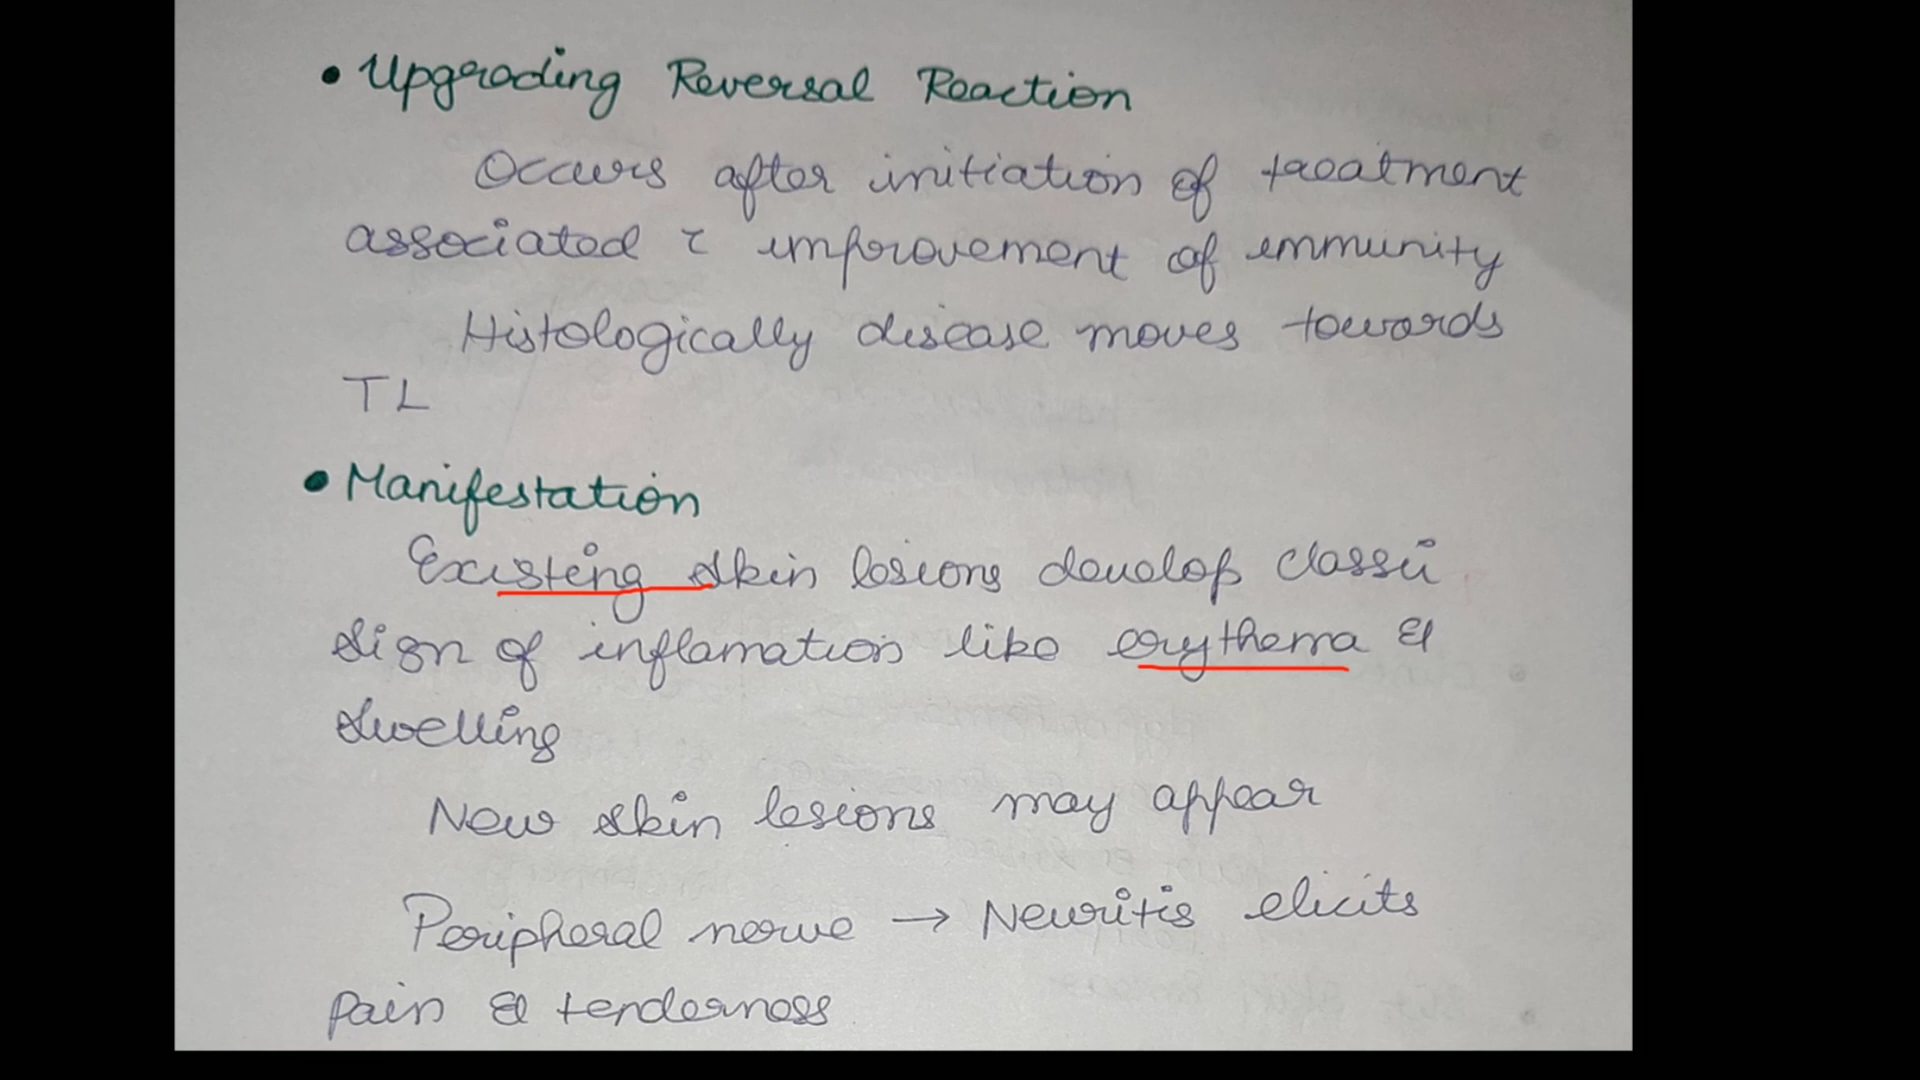 • Upgrading Reversal Reaction
Occurs after initiation of treatment
associated c improvement of immunity
Histologically disease moves towards
TL
• Manifestation
Existing skin lesions develop classic
sign of inflamation like erythema &
swelling
New skin lesions may appear
Peripheral nerve → Neuritis elicits
pain & tenderness